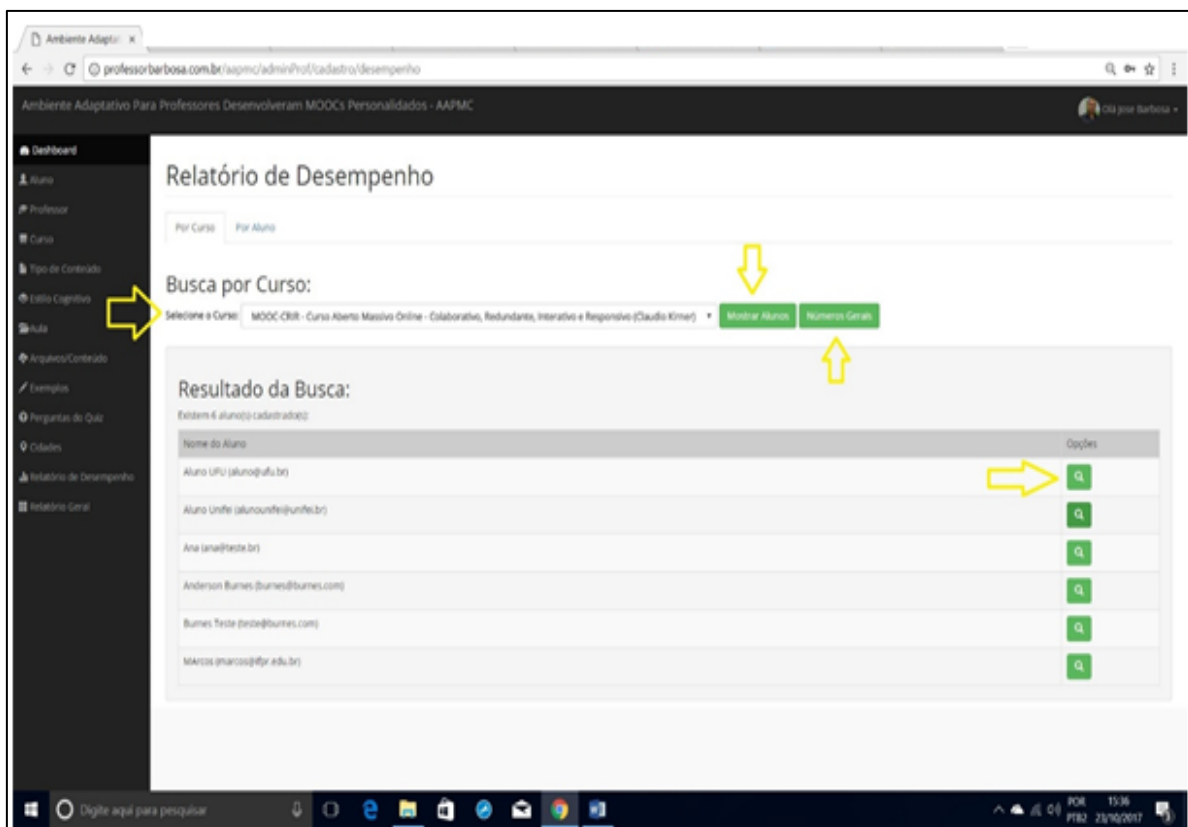 Ambiente Adapta
professorbarbosa.com.br/aapmc/adminProf/cadastro/desempenho
Ambiente Adaptativo Para Professores Desenvolveram MOOCs Personalidados - AAPMC
Olá Jose Barbosa
Dashboard
Aluno
Professor
Curso
Tipo de Conteúdo
Estilo Cognitivo
Aula
Arquivos/Conteúdo
Exemplos
Perguntas do Quiz
Cidades
Relatório de Desempenho
Relatório Geral
Relatório de Desempenho
Por Curso Por Aluno
Busca por Curso:
Selecione o Curso: MOOC-CRIR - Curso Aberto Massivo Online - Colaborativo, Redundante, Interativo e Responsivo (Claudio Kirner) Mostrar Alunos Números Gerais
Resultado da Busca:
Existem 6 aluno(s) cadastrado(s):
Nome do Aluno Opções
Aluno UFU (aluno@ufu.br)
Aluno Unifei (alunounifei@unifei.br)
Ana (ana@teste.br)
Anderson Burnes (burnes@burnes.com)
Burnes Teste (teste@burnes.com)
MArcos (marcos@ifpr.edu.br)
Digite aqui para pesquisar
POR 15:36
PTB2 23/10/2017